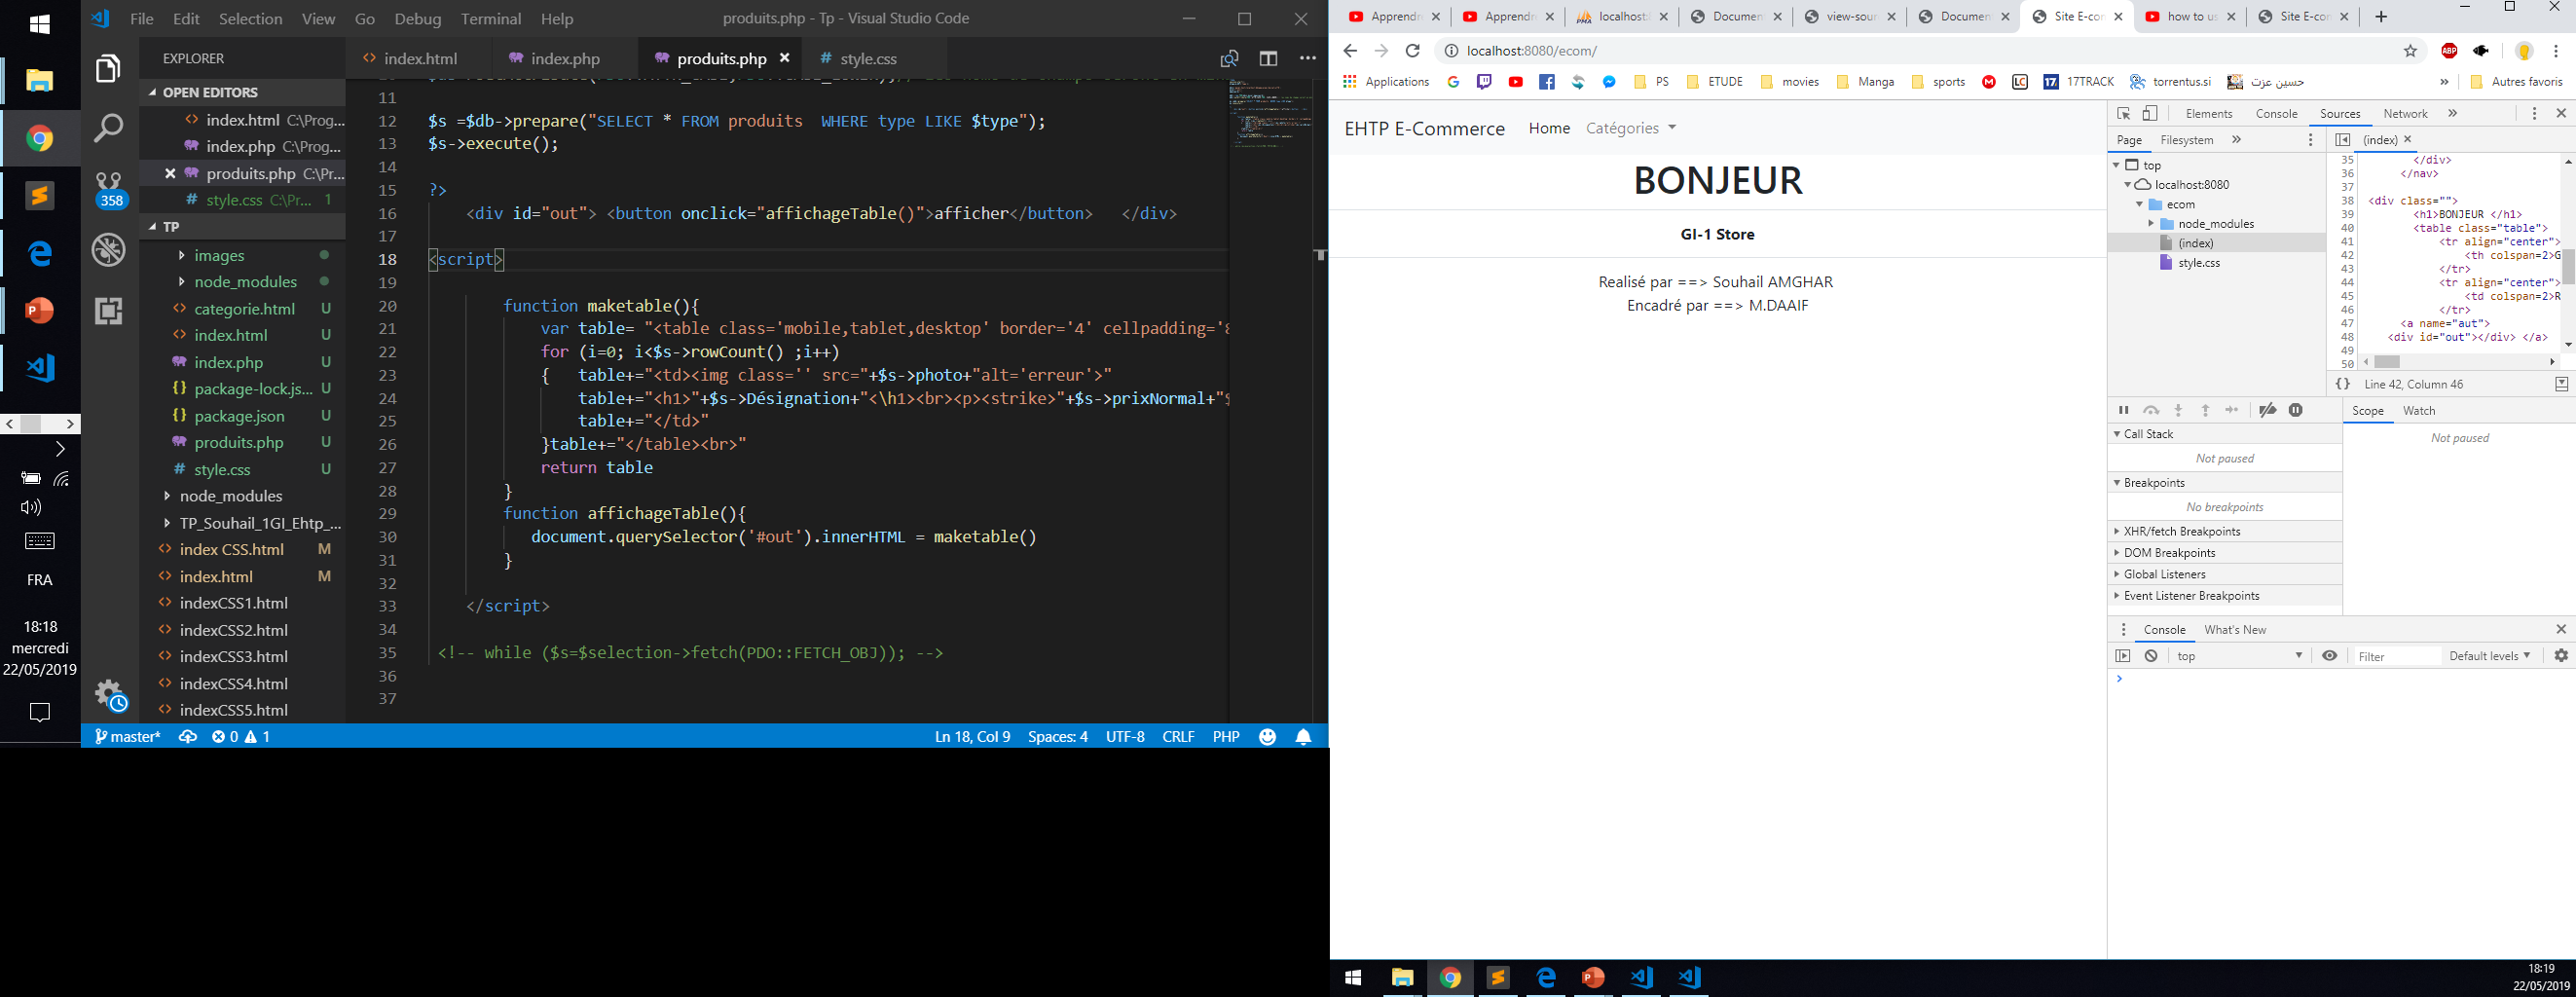 File Edit Selection View Go Debug Terminal Help
produits.php - Tp - Visual Studio Code
EXPLORER
index.html index.php produits.php style.css
OPEN EDITORS
index.html C:\Prog...
index.php C:\Prog...
produits.php C:\Pr...
style.css C:\Pr... 1
TP
images
node_modules
categorie.html U
index.html U
index.php U
package-lock.js... U
package.json U
produits.php U
style.css U
node_modules
TP_Souhail_1GI_Ehtp_...
index CSS.html M
index.html M
indexCSS1.html
indexCSS2.html
indexCSS3.html
indexCSS4.html
indexCSS5.html
358
FRA
18:18
mercredi
22/05/2019
11
12 $s =$db->prepare("SELECT * FROM produits  WHERE type LIKE $type");
13 $s->execute();
14
15 ?>
16 <div id="out"> <button onclick="affichageTable()">afficher</button>   </div>
17
18 <script>
19
20 function maketable(){
21 var table= "<table class='mobile,tablet,desktop' border='4' cellpadding='8
22 for (i=0; i<$s->rowCount() ;i++)
23 {   table+="<td><img class='' src="+$s->photo+"alt='erreur'>"
24 table+="<h1>"+$s->Désignation+"<\h1><br><p><strike>"+$s->prixNormal+"$
25 table+="</td>"
26 }table+="</table><br>"
27 return table
28 }
29 function affichageTable(){
30 document.querySelector('#out').innerHTML = maketable()
31 }
32
33 </script>
34
35 <!-- while ($s=$selection->fetch(PDO::FETCH_OBJ)); -->
36
37
master* 0 1 Ln 18, Col 9 Spaces: 4 UTF-8 CRLF PHP
Apprendr Apprendr localhost: Document view-sour Document Site E-com how to us Site E-com
localhost:8080/ecom/
ABP
Applications PS ETUDE movies Manga sports LC 17 17TRACK torrentus.si حسين عزت » Autres favoris
EHTP E-Commerce Home Catégories
BONJEUR
GI-1 Store
Realisé par ==> Souhail AMGHAR
Encadré par ==> M.DAAIF
Elements Console Sources Network »
Page Filesystem »
top
localhost:8080
ecom
node_modules
(index)
style.css
(index)
35 </div>
36 </nav>
37
38 <div class="">
39 <h1>BONJEUR </h1>
40 <table class="table">
41 <tr align="center">
42 <th colspan=2>G
43 </tr>
44 <tr align="center">
45 <td colspan=2>R
46 </tr>
47 <a name="aut">
48 <div id="out"></div> </a>
49
50
{} Line 42, Column 46
Scope Watch
Call Stack
Not paused
Not paused
Breakpoints
No breakpoints
XHR/fetch Breakpoints
DOM Breakpoints
Global Listeners
Event Listener Breakpoints
Console What's New
top Filter Default levels
18:19
22/05/2019